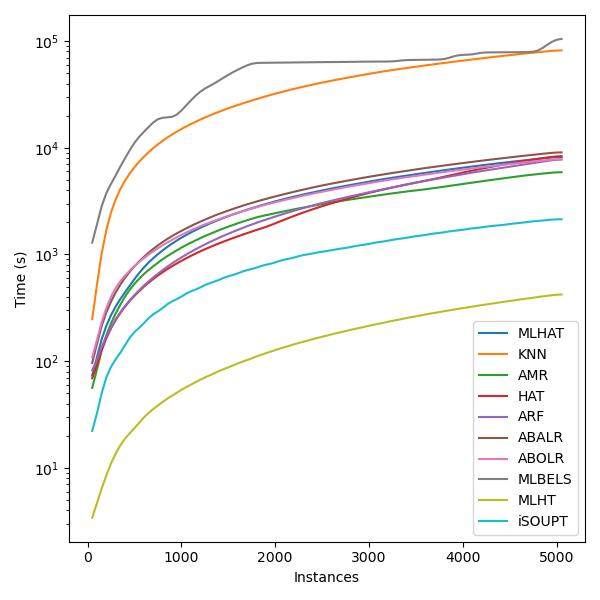 Time (s)
10^5
10^4
10^3
10^2
10^1
0 1000 2000 3000 4000 5000
Instances
MLHAT
KNN
AMR
HAT
ARF
ABALR
ABOLR
MLBELS
MLHT
iSOUPT